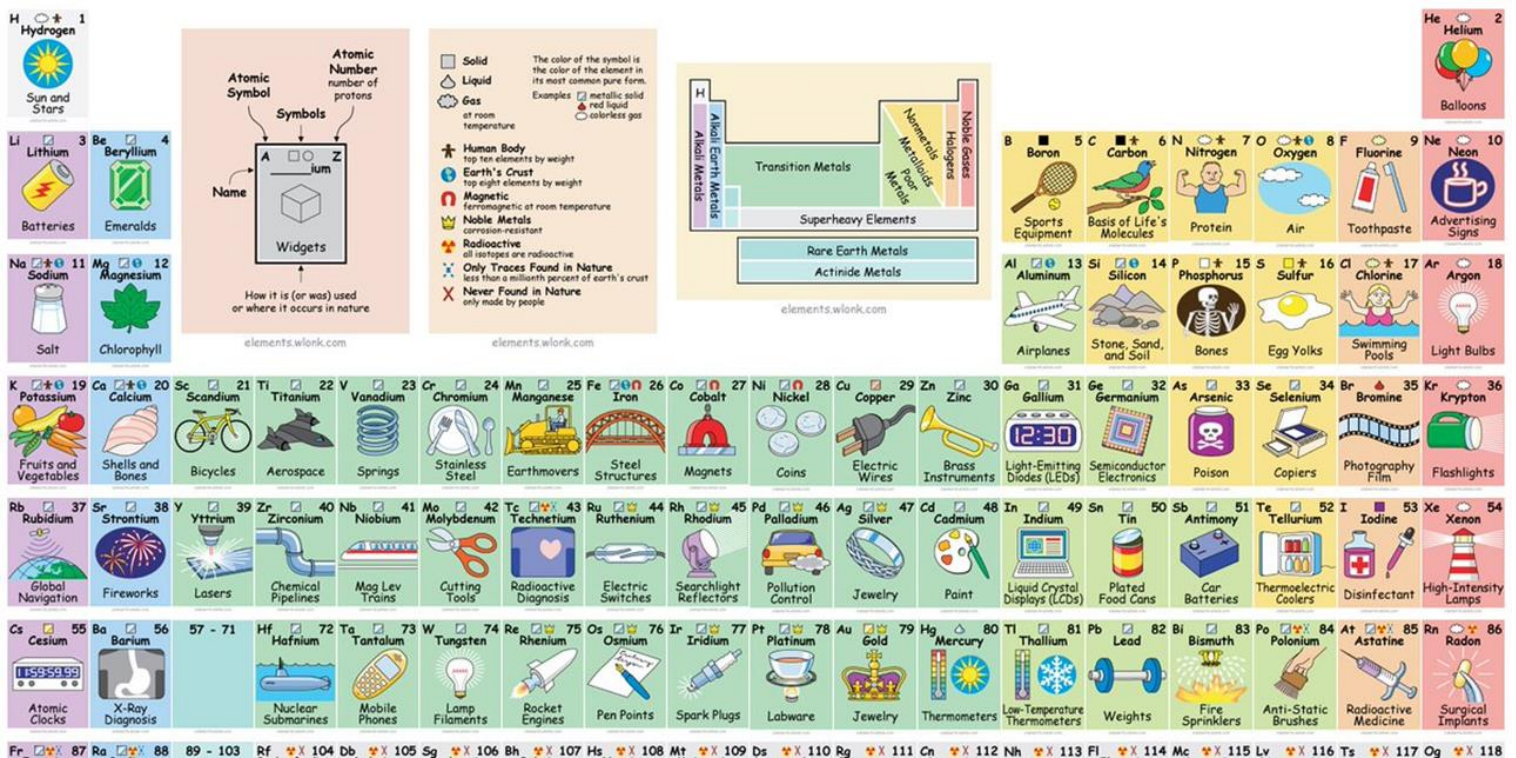 H 1
Hydrogen
Sun and
Stars
Atomic
Symbol
Symbols
Atomic
Number
number of
protons
A Z
Name
_____ium
Widgets
How it is (or was) used
or where it occurs in nature
elements.wlonk.com
Solid
Liquid
Gas
at room
temperature
The color of the symbol is
the color of the element in
its most common pure form.
Examples
metallic solid
red liquid
colorless gas
Human Body
top ten elements by weight
Earth's Crust
top eight elements by weight
Magnetic
ferromagnetic at room temperature
Noble Metals
corrosion-resistant
Radioactive
all isotopes are radioactive
Only Traces Found in Nature
less than a millionth percent of earth's crust
Never Found in Nature
only made by people
elements.wlonk.com
H
Alkali Metals
Alkali Earth Metals
Transition Metals
Nonmetals
Metalloids
Poor
Metals
Halogens
Noble Gases
Superheavy Elements
Rare Earth Metals
Actinide Metals
elements.wlonk.com
He 2
Helium
Balloons
Li 3
Lithium
Batteries
Be 4
Beryllium
Emeralds
B 5
Boron
Sports
Equipment
C 6
Carbon
Basis of Life's
Molecules
N 7
Nitrogen
Protein
O 8
Oxygen
Air
F 9
Fluorine
Toothpaste
Ne 10
Neon
Advertising
Signs
Na 11
Sodium
Salt
Mg 12
Magnesium
Chlorophyll
Al 13
Aluminum
Airplanes
Si 14
Silicon
Stone, Sand,
and Soil
P 15
Phosphorus
Bones
S 16
Sulfur
Egg Yolks
Cl 17
Chlorine
Swimming
Pools
Ar 18
Argon
Light Bulbs
K 19
Potassium
Fruits and
Vegetables
Ca 20
Calcium
Shells and
Bones
Sc 21
Scandium
Bicycles
Ti 22
Titanium
Aerospace
V 23
Vanadium
Springs
Cr 24
Chromium
Stainless
Steel
Mn 25
Manganese
Earthmovers
Fe 26
Iron
Steel
Structures
Co 27
Cobalt
Magnets
Ni 28
Nickel
Coins
Cu 29
Copper
Electric
Wires
Zn 30
Zinc
Brass
Instruments
Ga 31
Gallium
12:30
Light-Emitting
Diodes (LEDs)
Ge 32
Germanium
Semiconductor
Electronics
As 33
Arsenic
Poison
Se 34
Selenium
Copiers
Br 35
Bromine
Photography
Film
Kr 36
Krypton
Flashlights
Rb 37
Rubidium
Global
Navigation
Sr 38
Strontium
Fireworks
Y 39
Yttrium
Lasers
Zr 40
Zirconium
Chemical
Pipelines
Nb 41
Niobium
Mag Lev
Trains
Mo 42
Molybdenum
Cutting
Tools
Tc 43
Technetium
Radioactive
Diagnosis
Ru 44
Ruthenium
Electric
Switches
Rh 45
Rhodium
Searchlight
Reflectors
Pd 46
Palladium
Pollution
Control
Ag 47
Silver
Jewelry
Cd 48
Cadmium
Paint
In 49
Indium
Liquid Crystal
Displays (LCDs)
Sn 50
Tin
Plated
Food Cans
Sb 51
Antimony
Car
Batteries
Te 52
Tellurium
Thermoelectric
Coolers
I 53
Iodine
Disinfectant
Xe 54
Xenon
High-Intensity
Lamps
Cs 55
Cesium
11:59:59.99
Atomic
Clocks
Ba 56
Barium
X-Ray
Diagnosis
57 - 71
Hf 72
Hafnium
Nuclear
Submarines
Ta 73
Tantalum
Mobile
Phones
W 74
Tungsten
Lamp
Filaments
Re 75
Rhenium
Rocket
Engines
Os 76
Osmium
Pen Points
Ir 77
Iridium
Spark Plugs
Pt 78
Platinum
Labware
Au 79
Gold
Jewelry
Hg 80
Mercury
Thermometers
Tl 81
Thallium
Low-Temperature
Thermometers
Pb 82
Lead
Weights
Bi 83
Bismuth
Fire
Sprinklers
Po 84
Polonium
Anti-Static
Brushes
At 85
Astatine
Radioactive
Medicine
Rn 86
Radon
Surgical
Implants
Fr 87
Ra 88
89 - 103
Rf 104
Db 105
Sg 106
Bh 107
Hs 108
Mt 109
Ds 110
Rg 111
Cn 112
Nh 113
Fl 114
Mc 115
Lv 116
Ts 117
Og 118